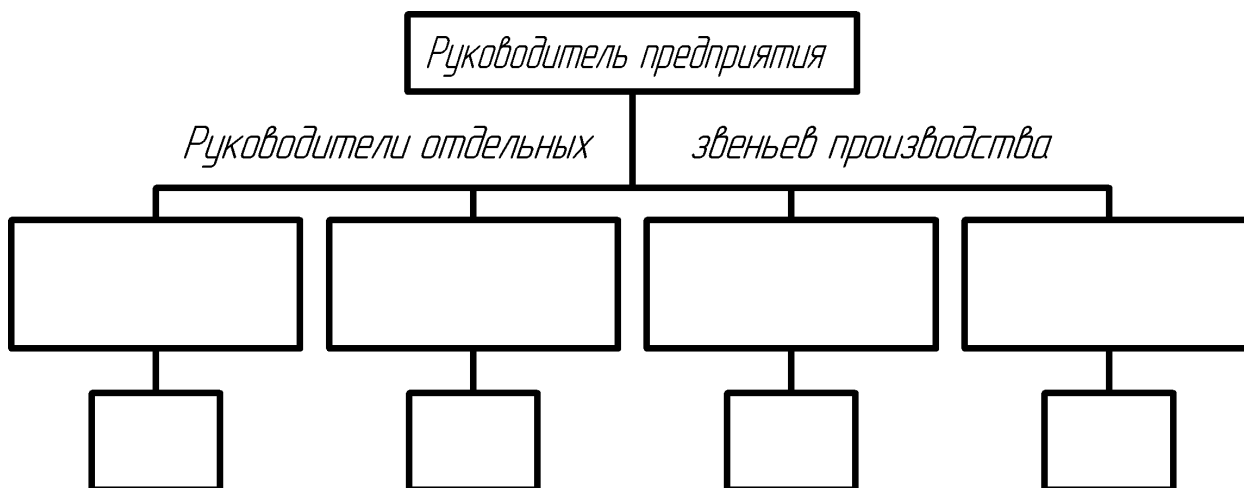 Руководитель предприятия
Руководители отдельных звеньев производства